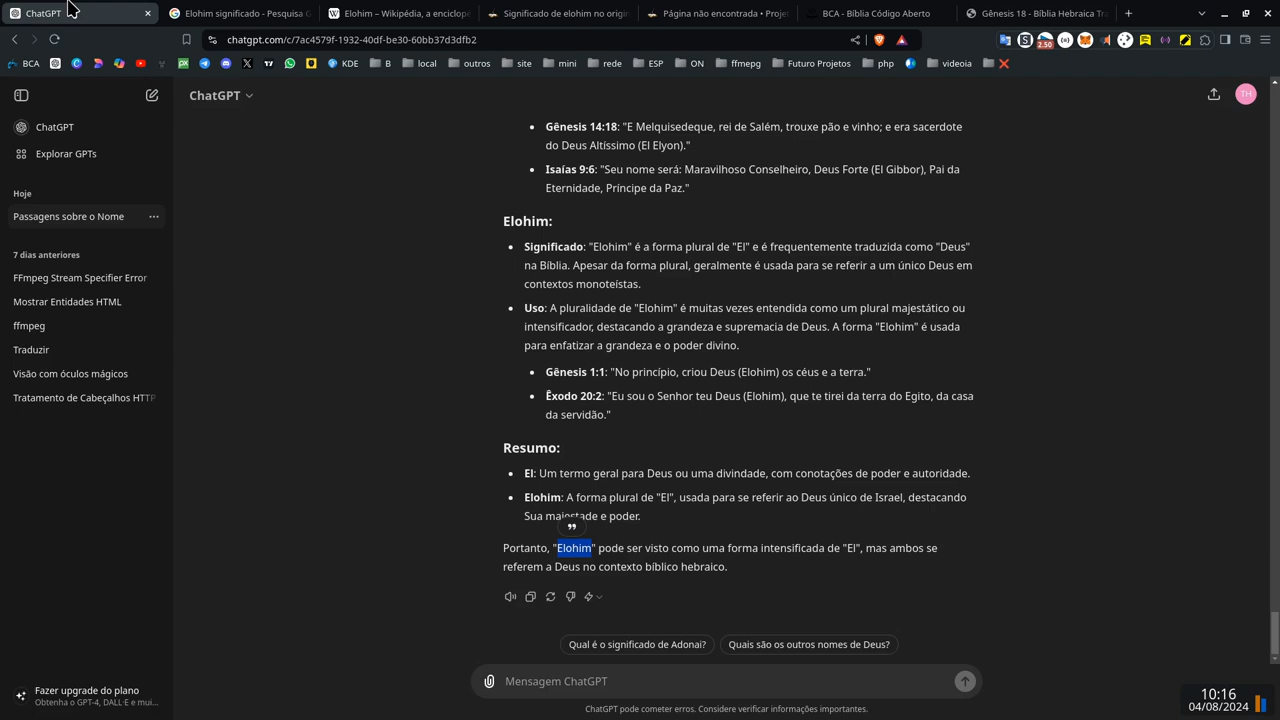 ChatGPT
Elohim significado - Pesquisa G
Elohim – Wikipédia, a enciclopé
Significado de elohim no origin
Página não encontrada • Projet
BCA - Bíblia Código Aberto
Gênesis 18 - Bíblia Hebraica Tra
chatgpt.com/c/7ac4579f-1932-40df-be30-60bb37d3dfb2
2.50
BCA
KDE
B
local
outros
site
mini
rede
ESP
ON
ffmpeg
Futuro Projetos
php
videoia
ChatGPT
TH
ChatGPT
Explorar GPTs
Hoje
Passagens sobre o Nome
7 dias anteriores
FFmpeg Stream Specifier Error
Mostrar Entidades HTML
ffmpeg
Traduzir
Visão com óculos mágicos
Tratamento de Cabeçalhos HTTP
Fazer upgrade do plano
Obtenha o GPT-4, DALL·E e mui...
Gênesis 14:18: "E Melquisedeque, rei de Salém, trouxe pão e vinho; e era sacerdote
do Deus Altíssimo (El Elyon)."
Isaías 9:6: "Seu nome será: Maravilhoso Conselheiro, Deus Forte (El Gibbor), Pai da
Eternidade, Príncipe da Paz."
Elohim:
Significado: "Elohim" é a forma plural de "El" e é frequentemente traduzida como "Deus"
na Bíblia. Apesar da forma plural, geralmente é usada para se referir a um único Deus em
contextos monoteístas.
Uso: A pluralidade de "Elohim" é muitas vezes entendida como um plural majestático ou
intensificador, destacando a grandeza e supremacia de Deus. A forma "Elohim" é usada
para enfatizar a grandeza e o poder divino.
Gênesis 1:1: "No princípio, criou Deus (Elohim) os céus e a terra."
Êxodo 20:2: "Eu sou o Senhor teu Deus (Elohim), que te tirei da terra do Egito, da casa
da servidão."
Resumo:
El: Um termo geral para Deus ou uma divindade, com conotações de poder e autoridade.
Elohim: A forma plural de "El", usada para se referir ao Deus único de Israel, destacando
Sua majestade e poder.
Portanto, "Elohim" pode ser visto como uma forma intensificada de "El", mas ambos se
referem a Deus no contexto bíblico hebraico.
Qual é o significado de Adonai?
Quais são os outros nomes de Deus?
Mensagem ChatGPT
ChatGPT pode cometer erros. Considere verificar informações importantes.
10:16
04/08/2024